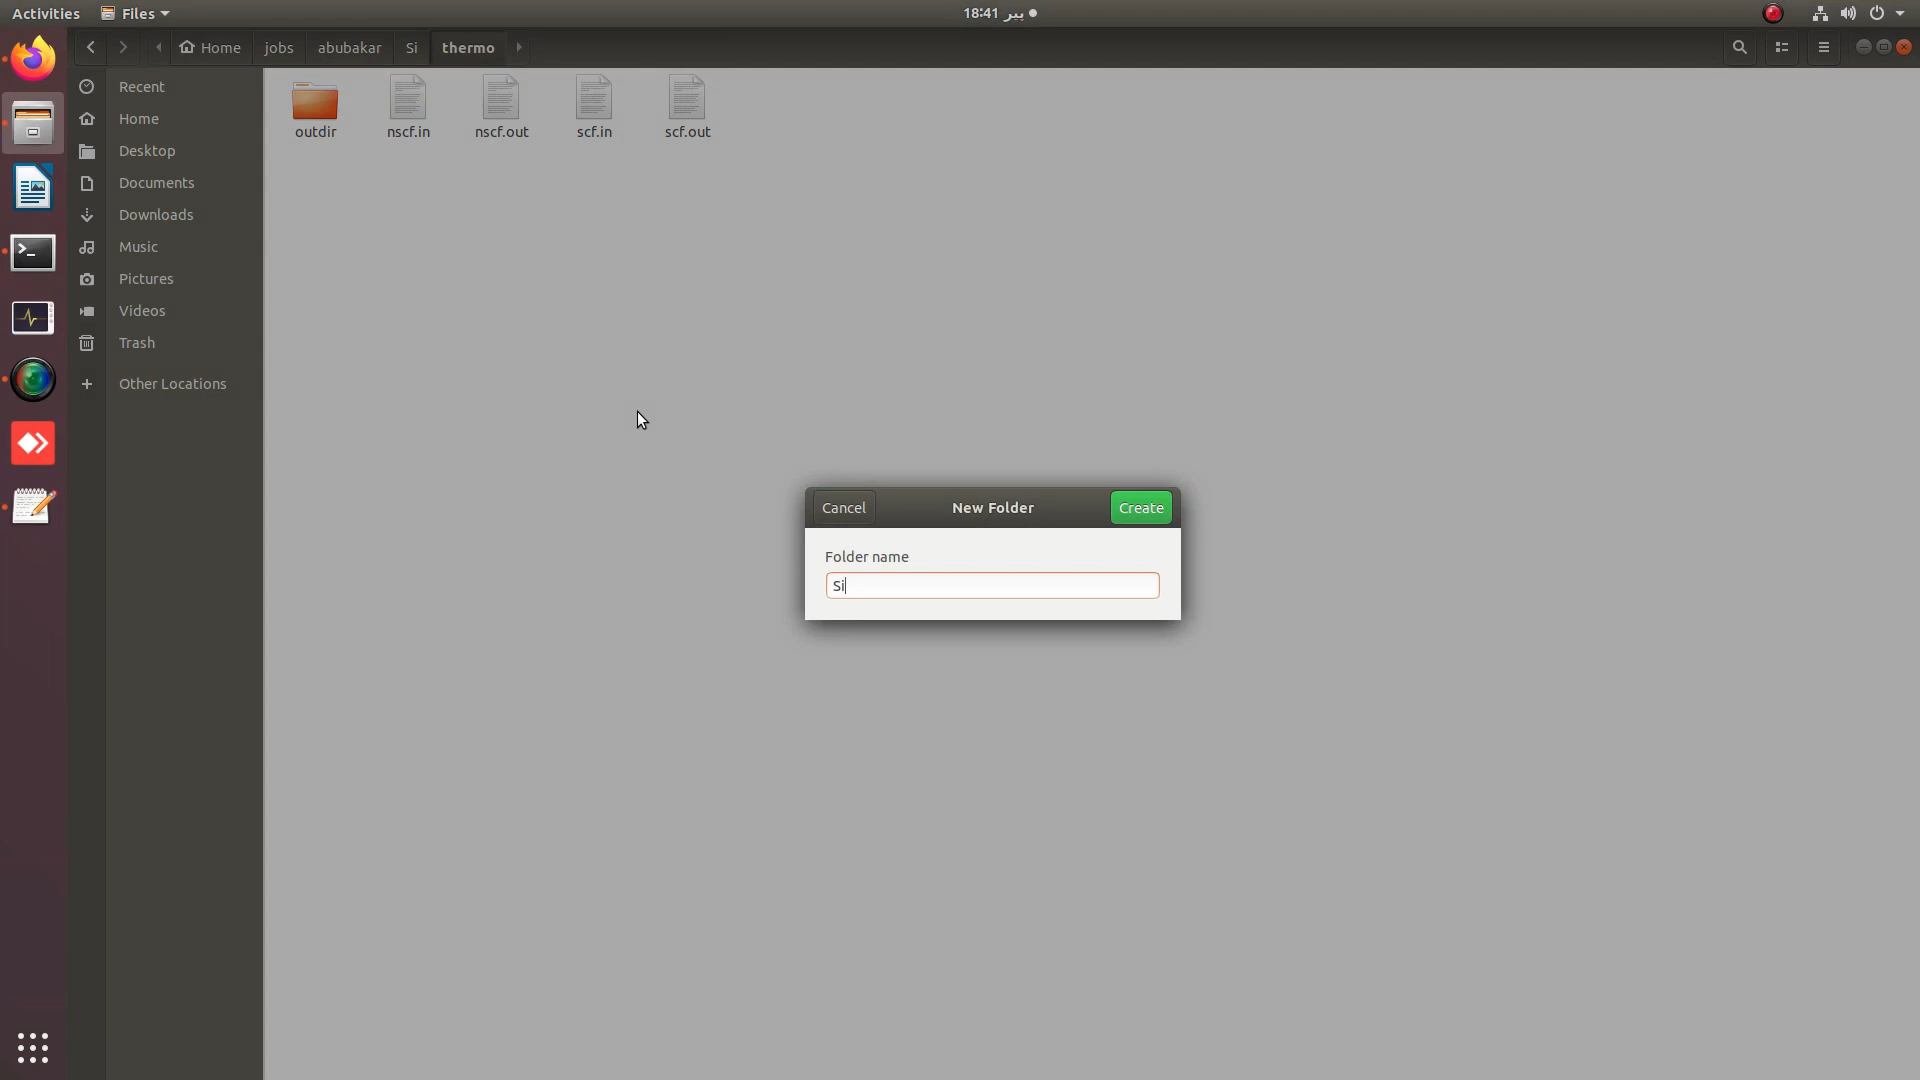 Activities Files 18:41 پیر
Home jobs abubakar Si thermo
Recent
Home
Desktop
Documents
Downloads
Music
Pictures
Videos
Trash
Other Locations
outdir nscf.in nscf.out scf.in scf.out
Cancel New Folder Create
Folder name
Si